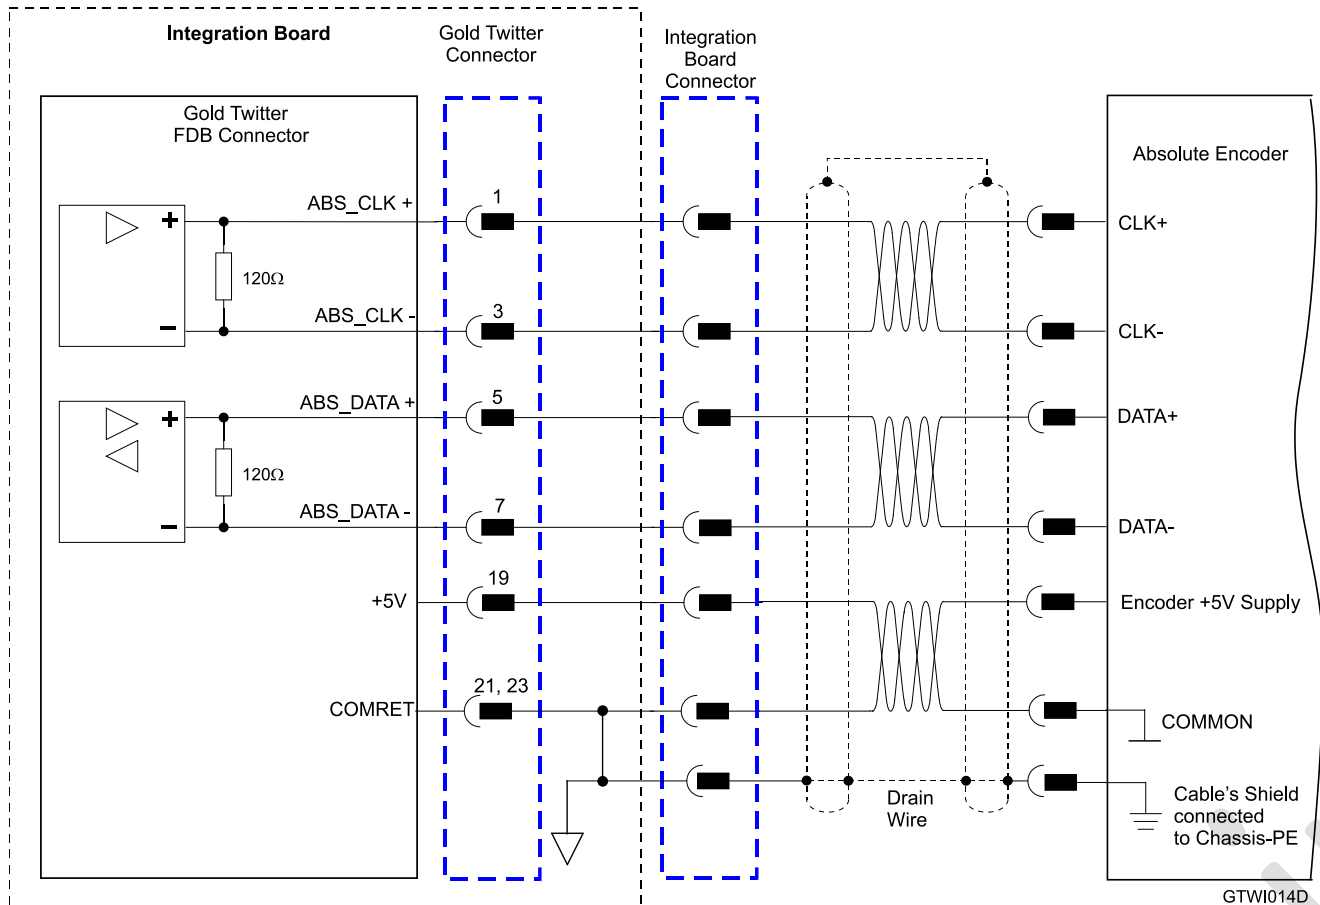 Integration Board
Gold Twitter
Connector
Integration
Board
Connector
Gold Twitter
FDB Connector
Absolute Encoder
ABS_CLK +
1
+
120Ω
CLK+
ABS_CLK -
3
−
CLK-
ABS_DATA +
5
+
120Ω
DATA+
ABS_DATA -
7
−
DATA-
+5V
19
Encoder +5V Supply
COMRET
21, 23
COMMON
Drain
Wire
Cable's Shield
connected
to Chassis-PE
GTWI014D